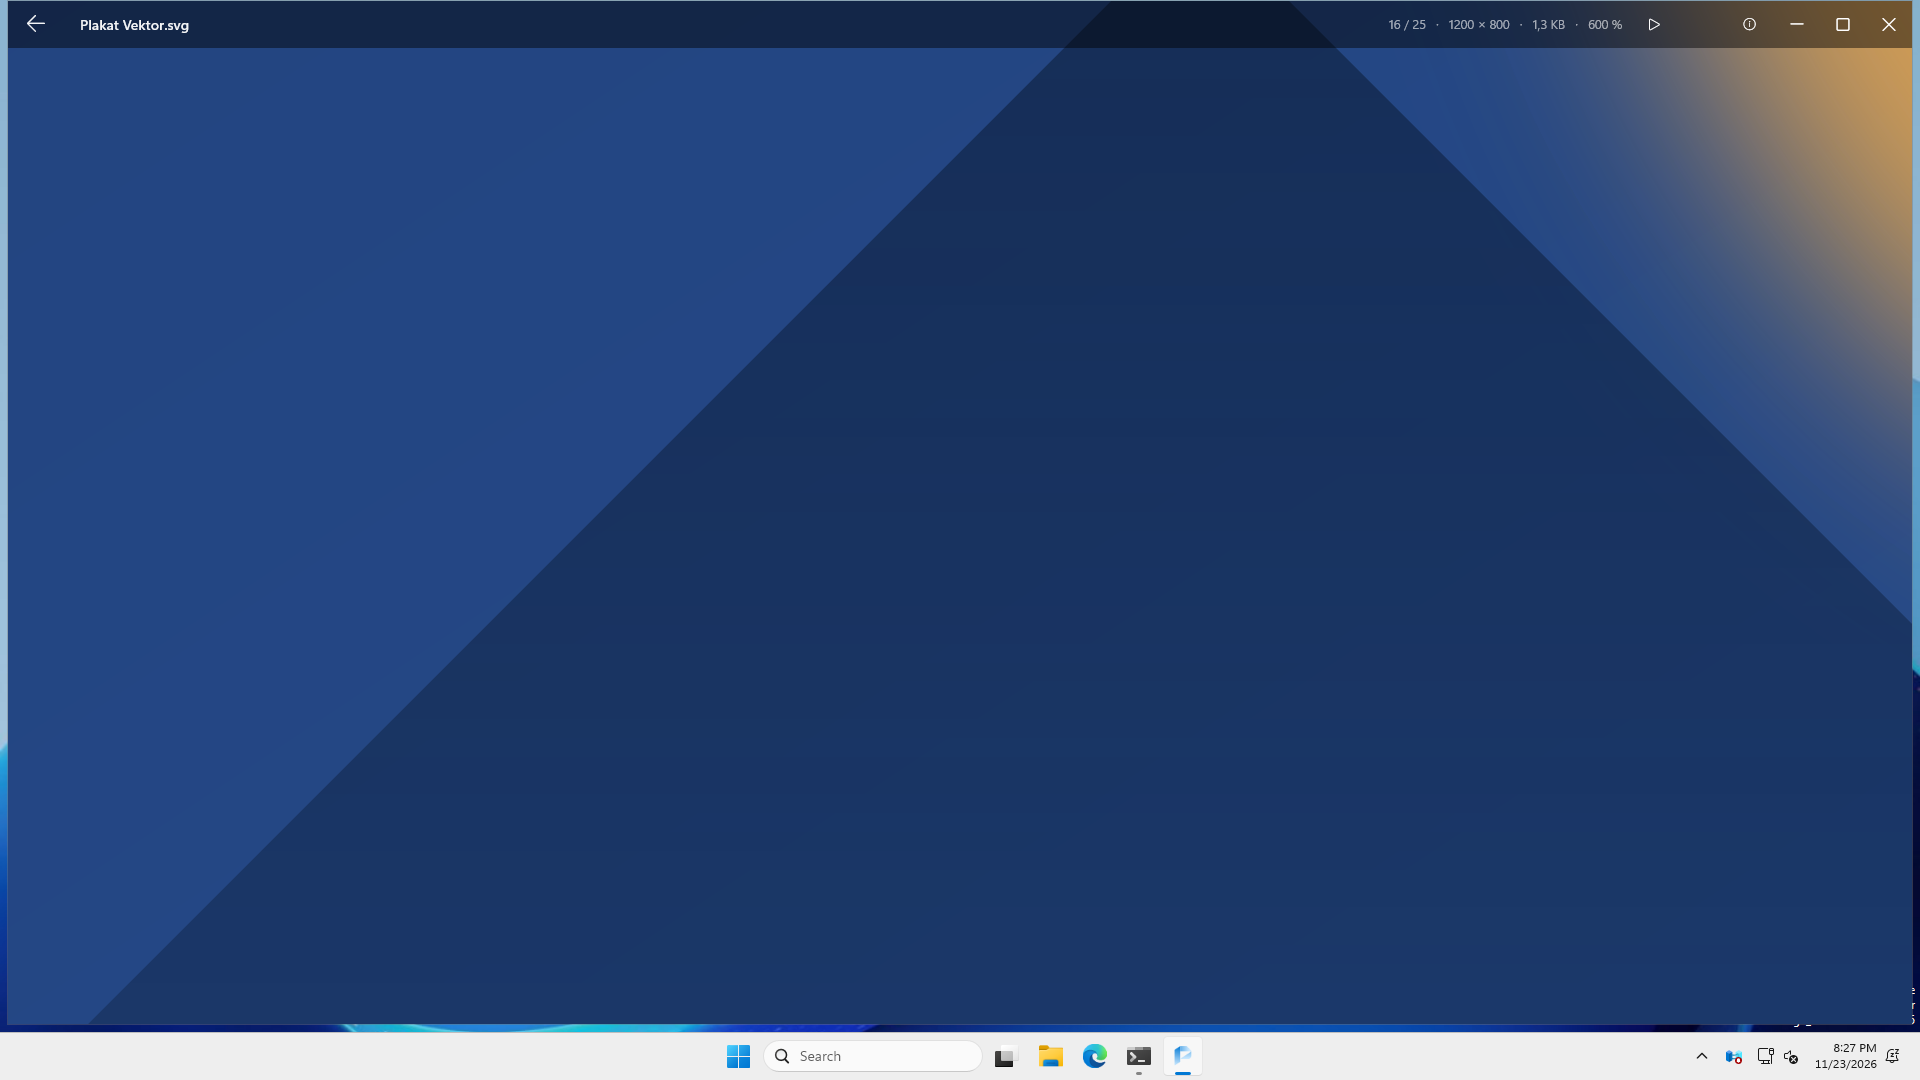 Plakat Vektor.svg
16 / 25 · 1200 × 800 · 1,3 KB · 600 %
Search
8:27 PM
11/23/2026